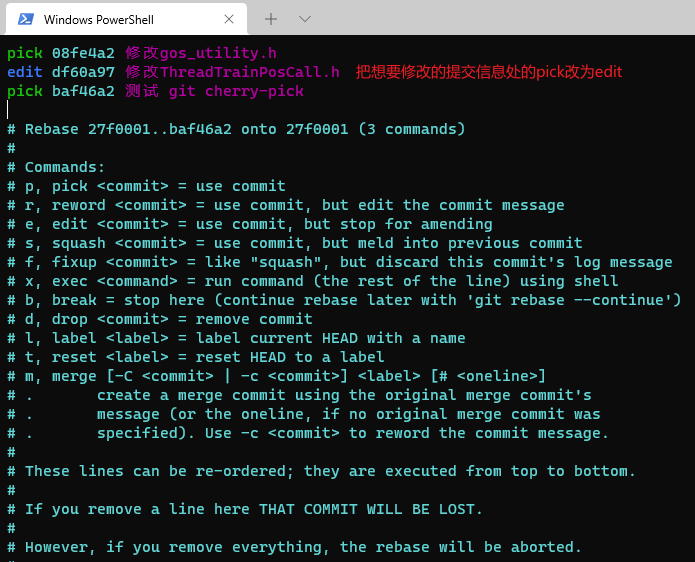 Windows PowerShell
pick 08fe4a2 修改gos_utility.h
edit df60a97 修改ThreadTrainPosCall.h 把想要修改的提交信息处的pick改为edit
pick baf46a2 测试 git cherry-pick
# Rebase 27f0001..baf46a2 onto 27f0001 (3 commands)
#
# Commands:
# p, pick <commit> = use commit
# r, reword <commit> = use commit, but edit the commit message
# e, edit <commit> = use commit, but stop for amending
# s, squash <commit> = use commit, but meld into previous commit
# f, fixup <commit> = like "squash", but discard this commit's log message
# x, exec <command> = run command (the rest of the line) using shell
# b, break = stop here (continue rebase later with 'git rebase --continue')
# d, drop <commit> = remove commit
# l, label <label> = label current HEAD with a name
# t, reset <label> = reset HEAD to a label
# m, merge [-C <commit> | -c <commit>] <label> [# <oneline>]
# .       create a merge commit using the original merge commit's
# .       message (or the oneline, if no original merge commit was
# .       specified). Use -c <commit> to reword the commit message.
#
# These lines can be re-ordered; they are executed from top to bottom.
#
# If you remove a line here THAT COMMIT WILL BE LOST.
#
# However, if you remove everything, the rebase will be aborted.
#